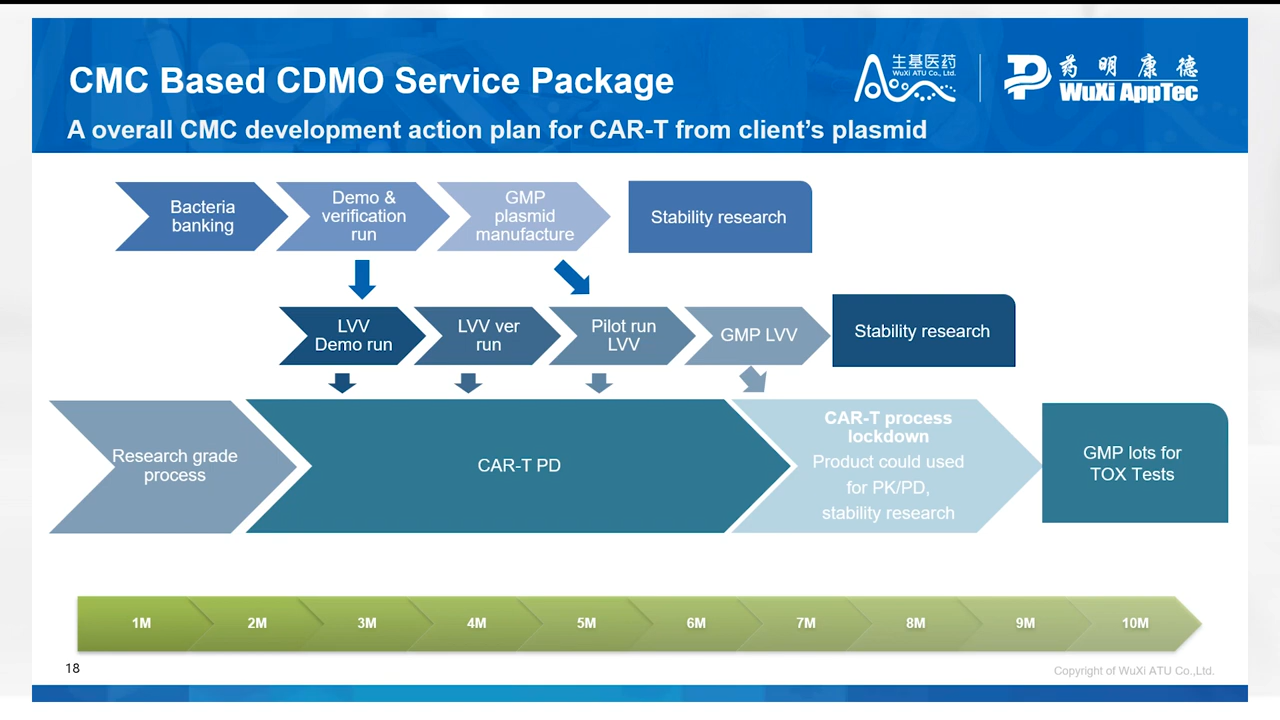 CMC Based CDMO Service Package
A overall CMC development action plan for CAR-T from client's plasmid
生基医药
WuXi ATU Co., Ltd.
药明康德
WuXi AppTec
Bacteria
banking
Demo &
verification
run
GMP
plasmid
manufacture
Stability research
LVV
Demo run
LVV ver
run
Pilot run
LVV
GMP LVV
Stability research
Research grade
process
CAR-T PD
CAR-T process
lockdown
Product could used
for PK/PD,
stability research
GMP lots for
TOX Tests
1M 2M 3M 4M 5M 6M 7M 8M 9M 10M
18
Copyright of WuXi ATU Co.,Ltd.